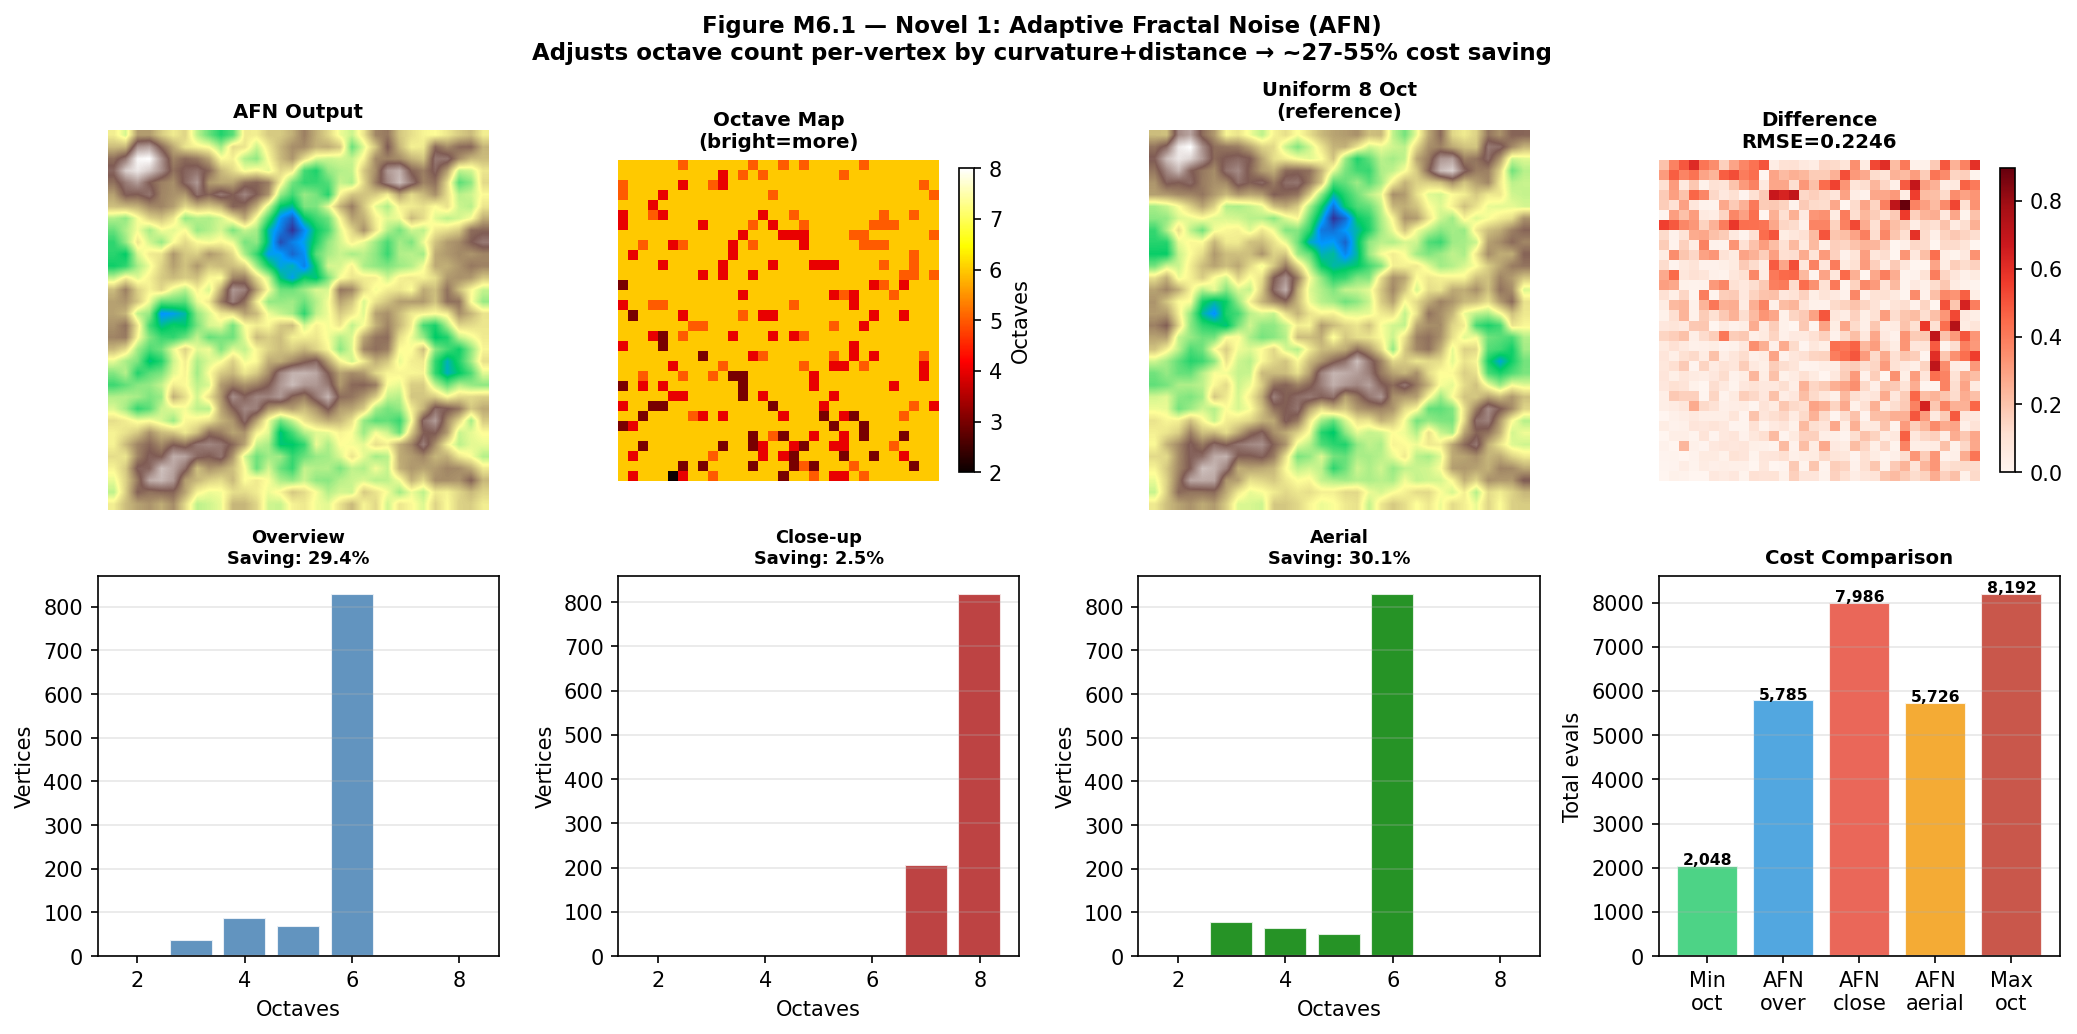 Figure M6.1 — Novel 1: Adaptive Fractal Noise (AFN)
Adjusts octave count per-vertex by curvature+distance → ~27-55% cost saving
AFN Output
Octave Map
(bright=more)
8
7
6
5
4
3
2
Octaves
Uniform 8 Oct
(reference)
Difference
RMSE=0.2246
0.8
0.6
0.4
0.2
0.0
Overview
Saving: 29.4%
800
700
600
500
400
300
200
100
0
Vertices
2 4 6 8
Octaves
Close-up
Saving: 2.5%
800
700
600
500
400
300
200
100
0
Vertices
2 4 6 8
Octaves
Aerial
Saving: 30.1%
800
700
600
500
400
300
200
100
0
Vertices
2 4 6 8
Octaves
Cost Comparison
8000
7000
6000
5000
4000
3000
2000
1000
0
Total evals
2,048
5,785
7,986
5,726
8,192
Min
oct
AFN
over
AFN
close
AFN
aerial
Max
oct